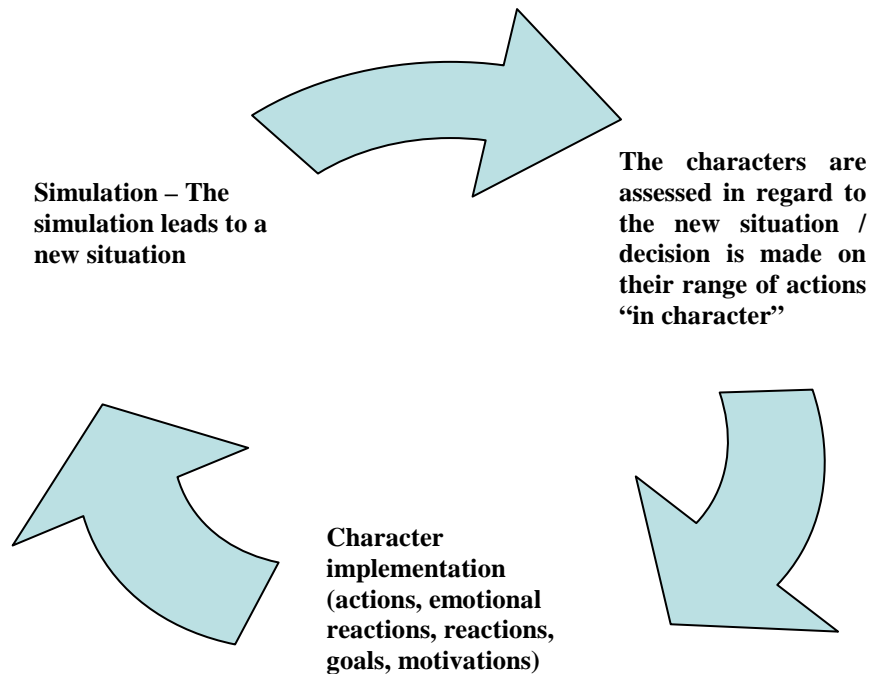 Simulation – The
simulation leads to a
new situation
The characters are
assessed in regard to
the new situation /
decision is made on
their range of actions
“in character”
Character
implementation
(actions, emotional
reactions, reactions,
goals, motivations)